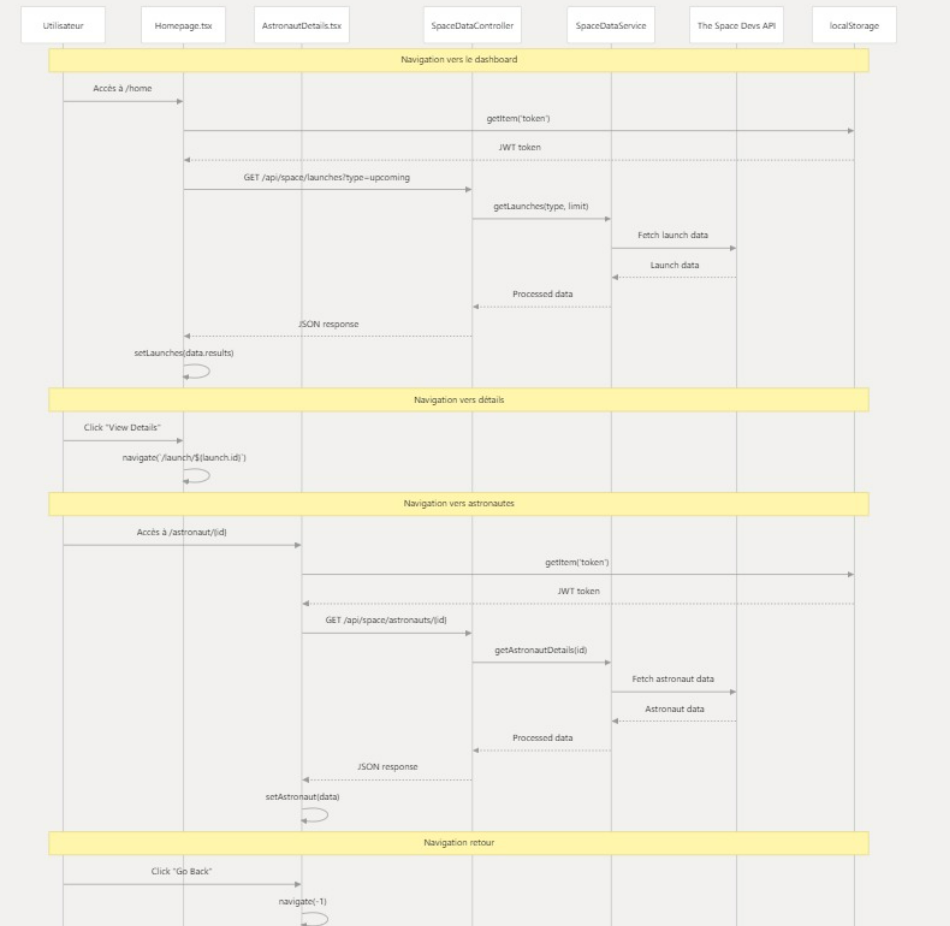 Utilisateur
Homepage.tsx
AstronautDetails.tsx
SpaceDataController
SpaceDataService
The Space Devs API
localStorage
Navigation vers le dashboard
Accès à /home
getItem('token')
JWT token
GET /api/space/launches?type=upcoming
getLaunches(type, limit)
Fetch launch data
Launch data
Processed data
JSON response
setLaunches(data.results)
Navigation vers détails
Click "View Details"
navigate(`/launch/${launch.id}`)
Navigation vers astronautes
Accès à /astronaut/{id}
getItem('token')
JWT token
GET /api/space/astronauts/{id}
getAstronautDetails(id)
Fetch astronaut data
Astronaut data
Processed data
JSON response
setAstronaut(data)
Navigation retour
Click "Go Back"
navigate(-1)